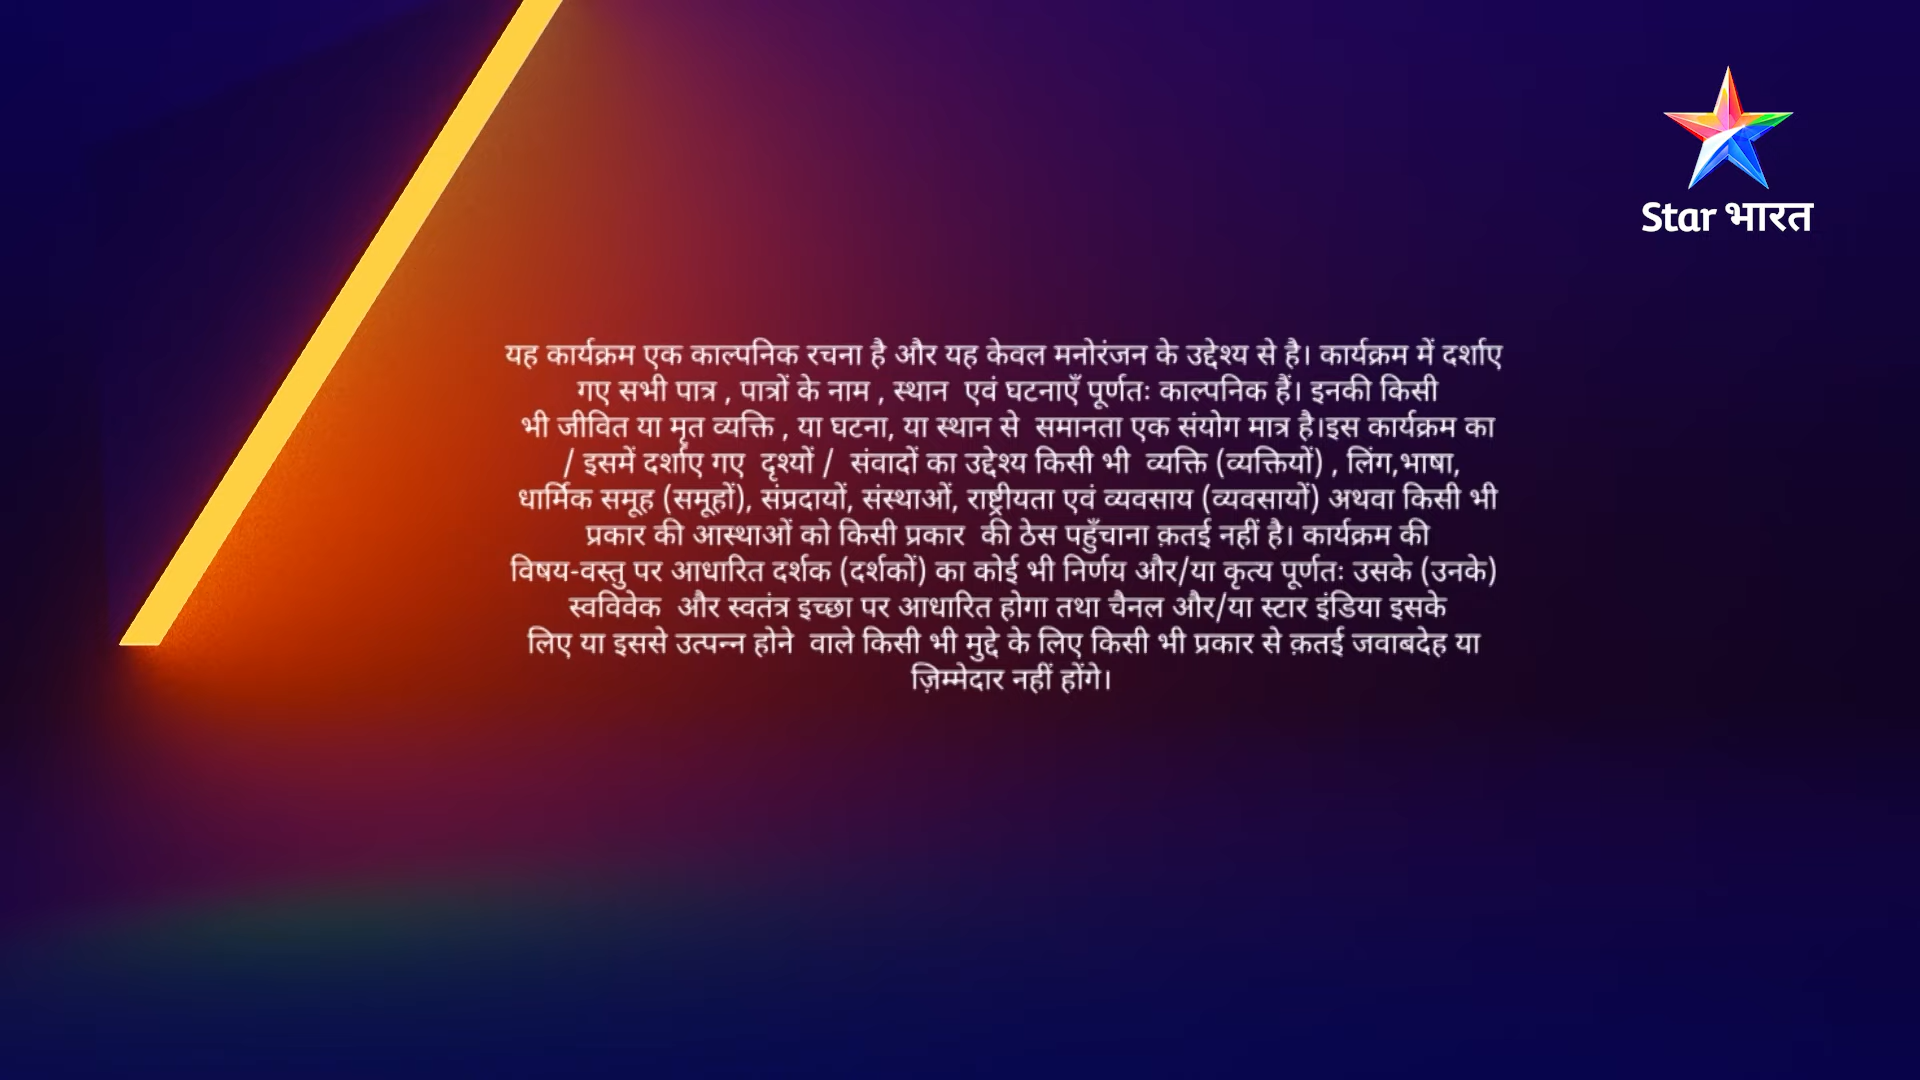 Star भारत
यह कार्यक्रम एक काल्पनिक रचना है और यह केवल मनोरंजन के उद्देश्य से है। कार्यक्रम में दर्शाए
गए सभी पात्र , पात्रों के नाम , स्थान  एवं घटनाएँ पूर्णतः काल्पनिक हैं। इनकी किसी
भी जीवित या मृत व्यक्ति , या घटना, या स्थान से  समानता एक संयोग मात्र है।इस कार्यक्रम का
/ इसमें दर्शाए गए  दृश्यों /  संवादों का उद्देश्य किसी भी  व्यक्ति (व्यक्तियों) , लिंग,भाषा,
धार्मिक समूह (समूहों), संप्रदायों, संस्थाओं, राष्ट्रीयता एवं व्यवसाय (व्यवसायों) अथवा किसी भी
प्रकार की आस्थाओं को किसी प्रकार  की ठेस पहुँचाना क़तई नहीं है। कार्यक्रम की
विषय-वस्तु पर आधारित दर्शक (दर्शकों) का कोई भी निर्णय और/या कृत्य पूर्णतः उसके (उनके)
स्वविवेक  और स्वतंत्र इच्छा पर आधारित होगा तथा चैनल और/या स्टार इंडिया इसके
लिए या इससे उत्पन्न होने  वाले किसी भी मुद्दे के लिए किसी भी प्रकार से क़तई जवाबदेह या
ज़िम्मेदार नहीं होंगे।